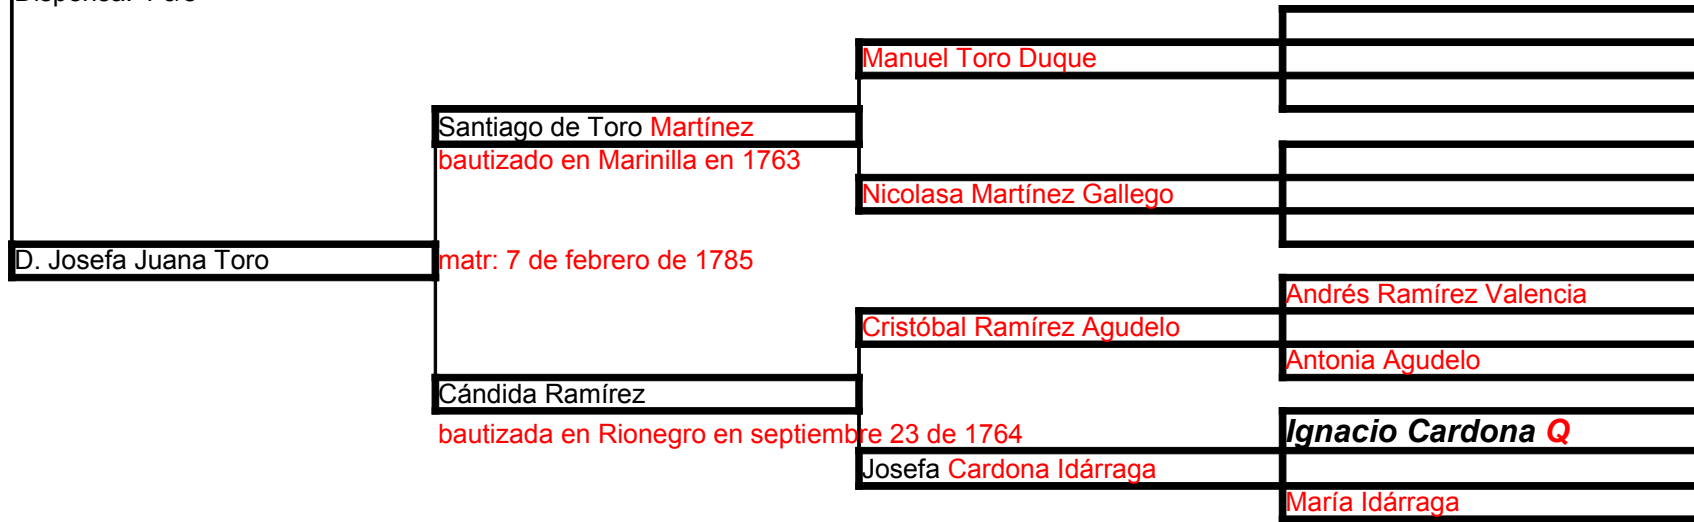 Manuel Toro Duque
Santiago de Toro Martínez
bautizado en Marinilla en 1763
Nicolasa Martínez Gallego
D. Josefa Juana Toro
matr: 7 de febrero de 1785
Andrés Ramírez Valencia
Cristóbal Ramírez Agudelo
Antonia Agudelo
Cándida Ramírez
bautizada en Rionegro en septiembre 23 de 1764
Ignacio Cardona Q
Josefa Cardona Idárraga
María Idárraga